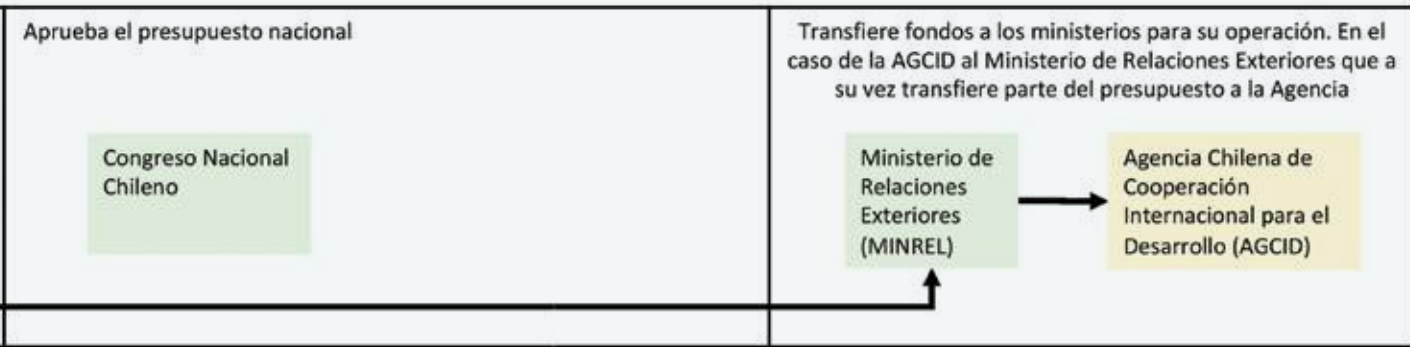 Aprueba el presupuesto nacional
Congreso Nacional
Chileno
Transfiere fondos a los ministerios para su operación. En el
caso de la AGCID al Ministerio de Relaciones Exteriores que a
su vez transfiere parte del presupuesto a la Agencia
Ministerio de
Relaciones
Exteriores
(MINREL)
Agencia Chilena de
Cooperación
Internacional para el
Desarrollo (AGCID)